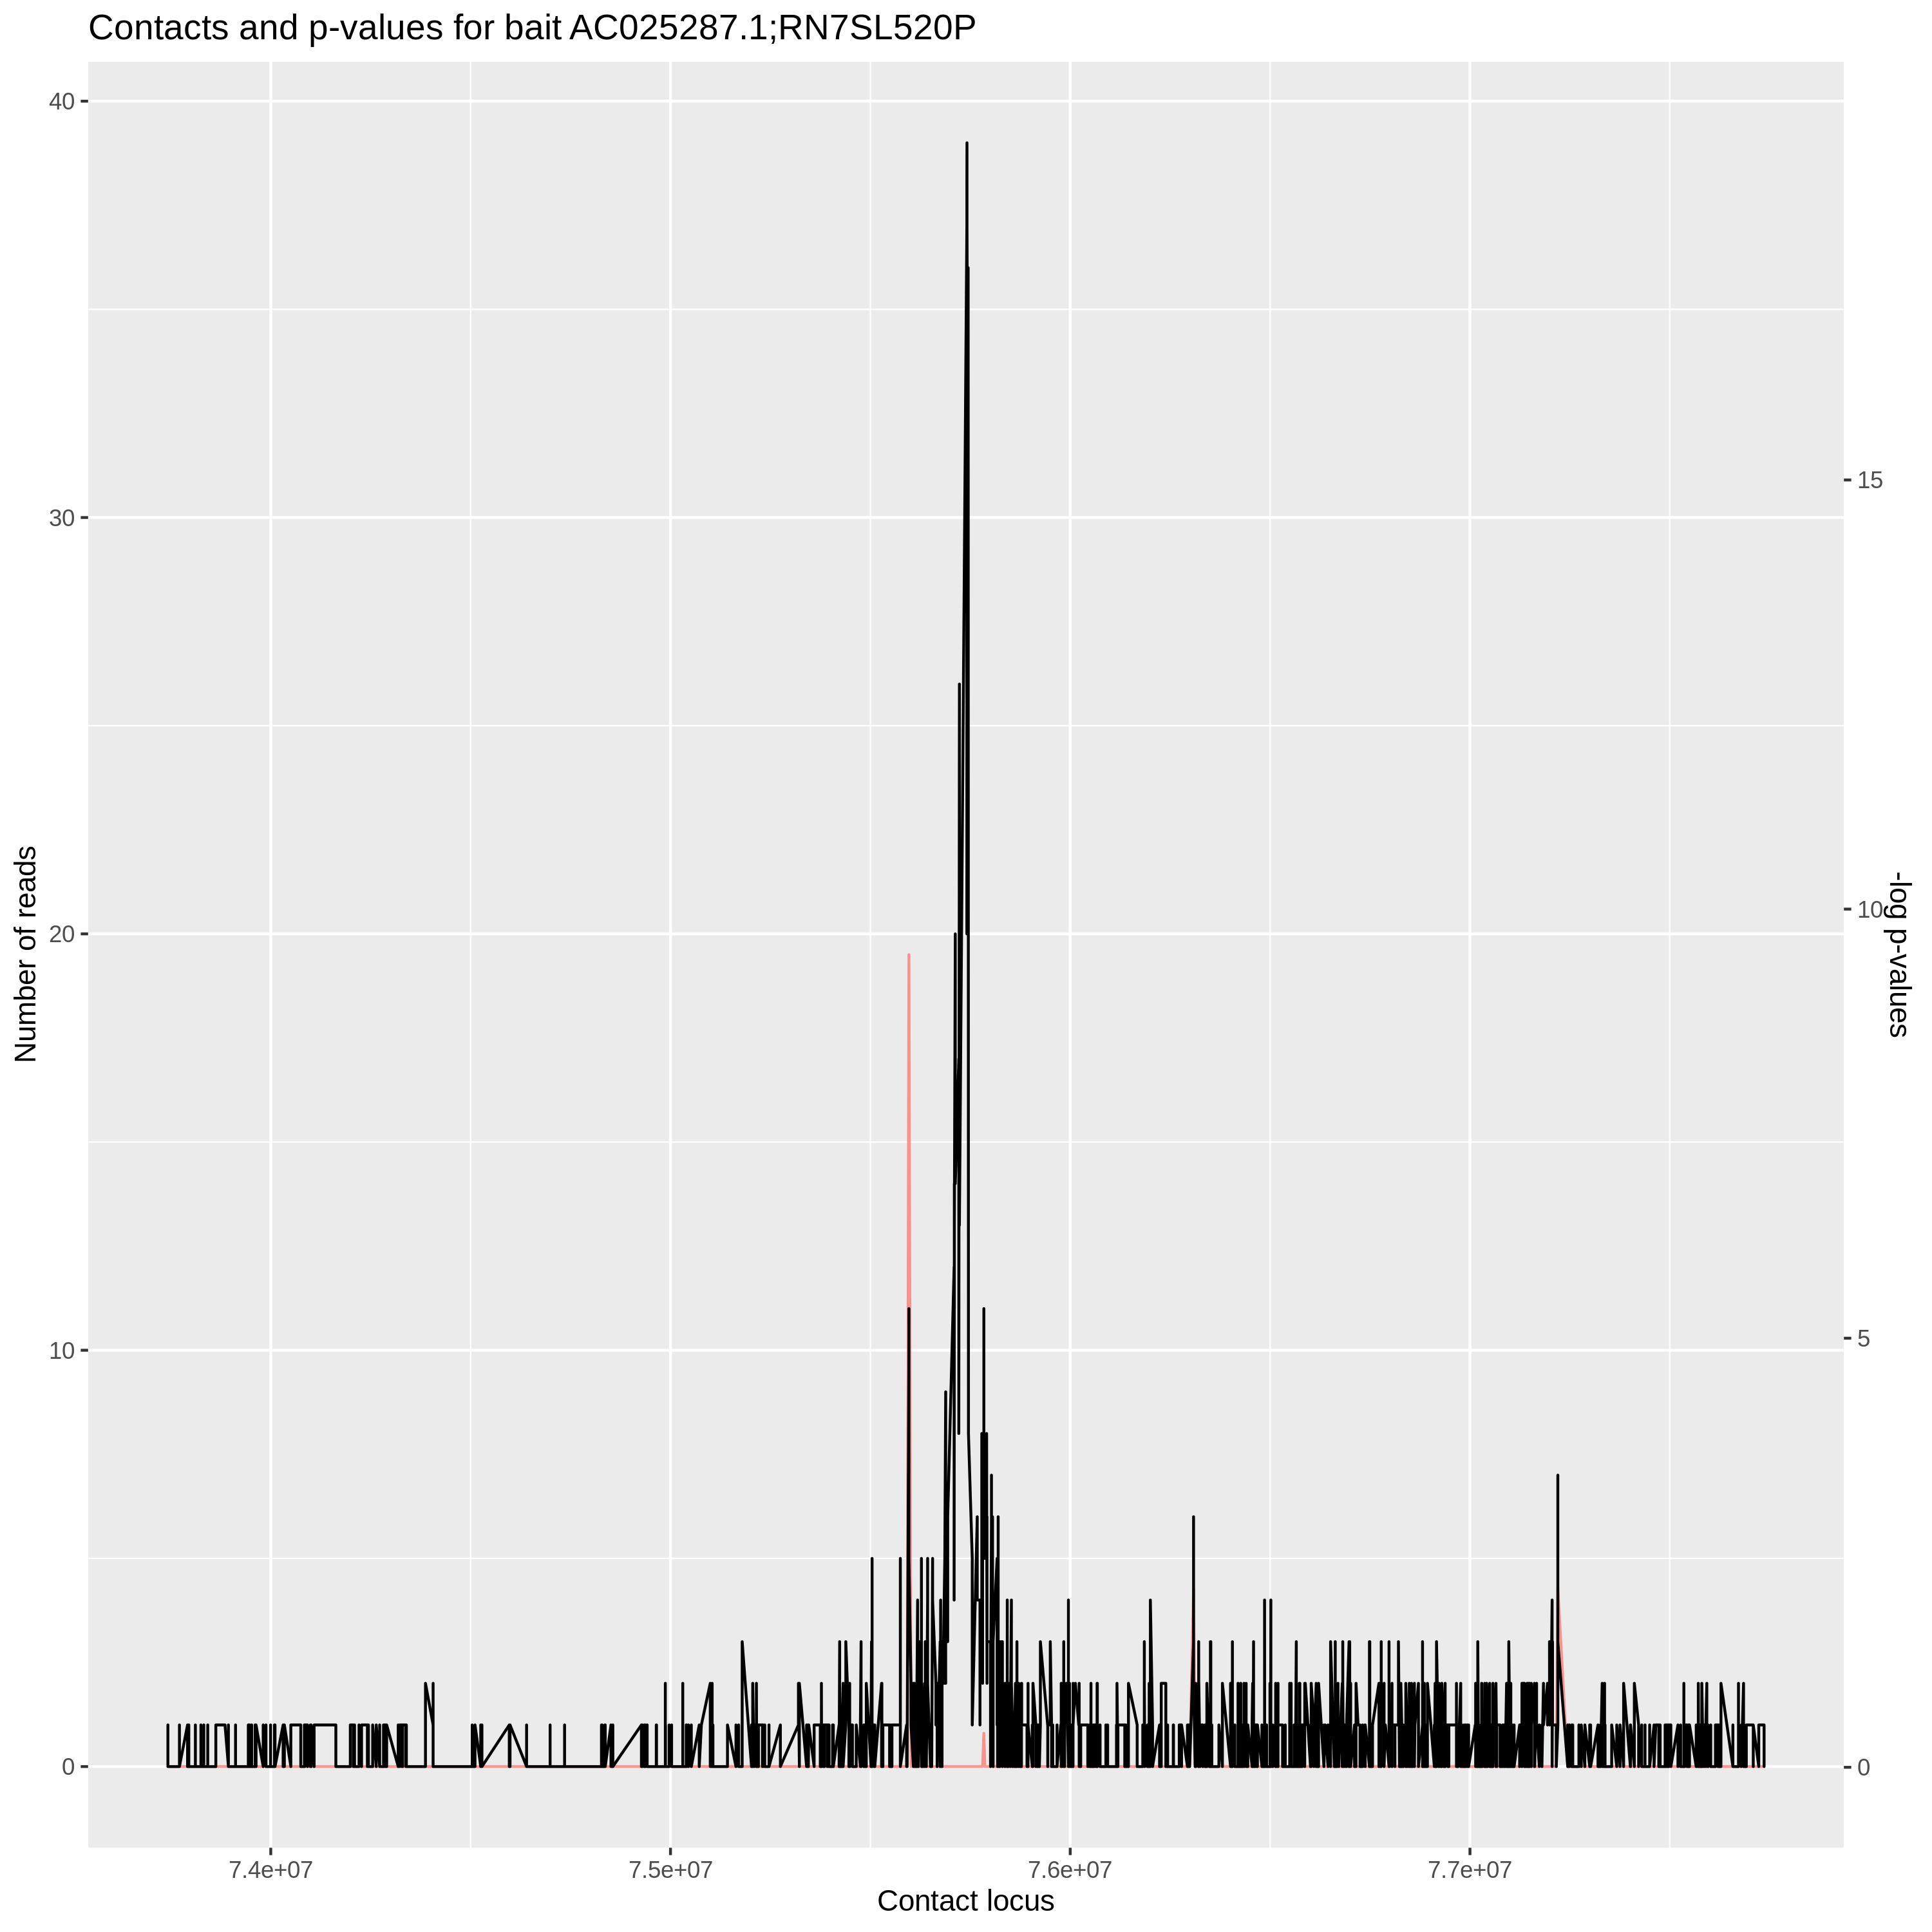 Contacts and p-values for bait AC025287.1;RN7SL520P
40
30
20
10
0
Number of reads
15
10
5
0
-log p-values
7.4e+07
7.5e+07
7.6e+07
7.7e+07
Contact locus